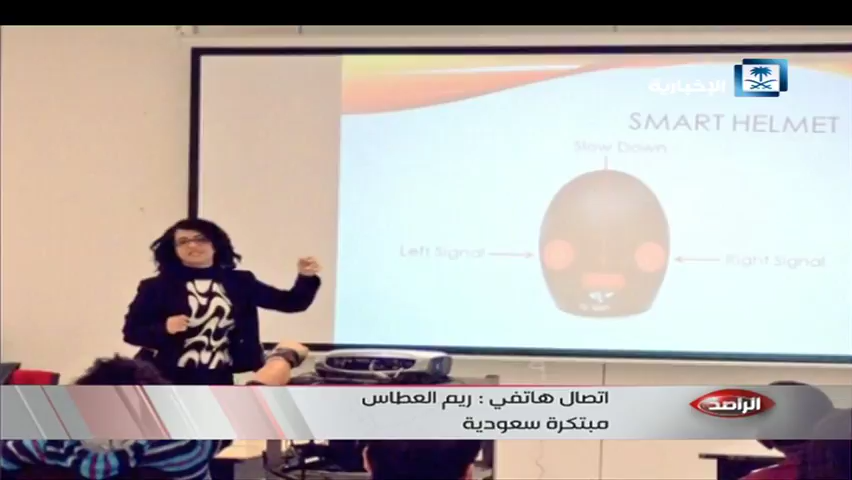 الإخبارية
SMART HELMET
Slow Down
Left Signal
Right Signal
اتصال هاتفي : ريم العطاس
مبتكرة سعودية
الراصد